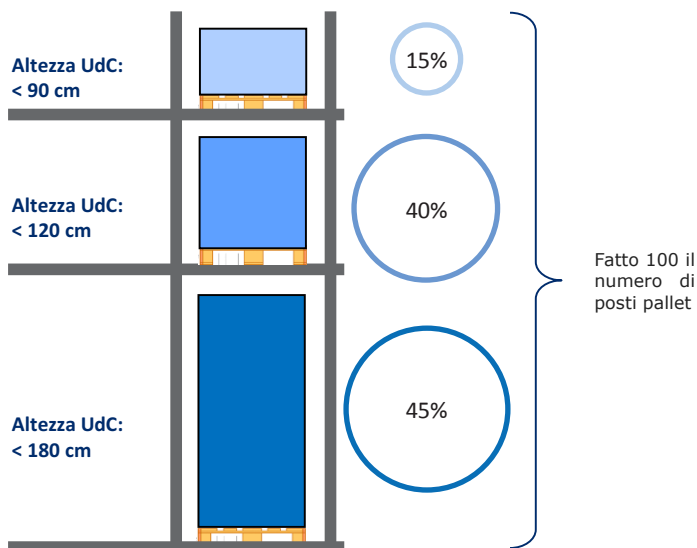 Altezza UdC:
< 90 cm
15%
Altezza UdC:
< 120 cm
40%
Fatto 100 il
numero di
posti pallet
Altezza UdC:
< 180 cm
45%